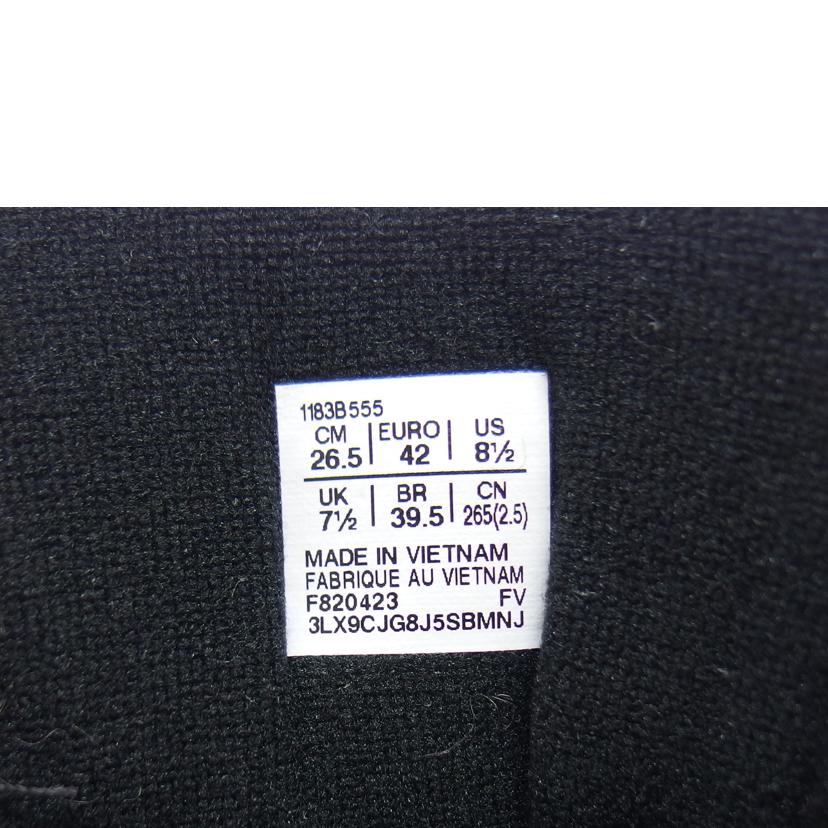 1183B555
CM | EURO | US
26.5 | 42 | 8½
UK | BR | CN
7½ | 39.5 | 265(2.5)
MADE IN VIETNAM
FABRIQUE AU VIETNAM
F820423 FV
3LX9CJG8J5SBMNJ